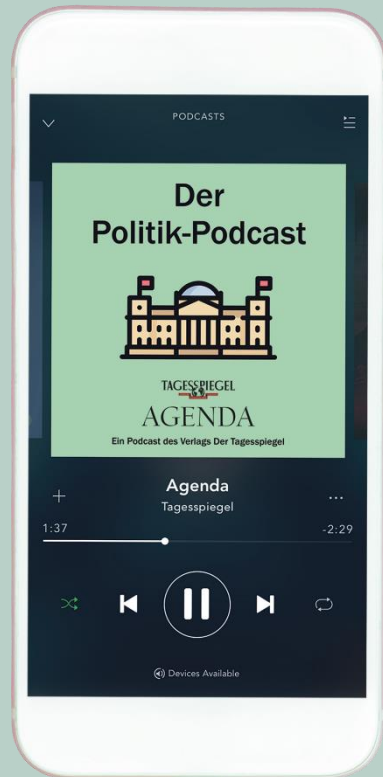 PODCASTS
Der
Politik-Podcast
TAGESSPIEGEL
AGENDA
Ein Podcast des Verlags Der Tagesspiegel
Agenda
Tagesspiegel
1:37 -2:29
Devices Available